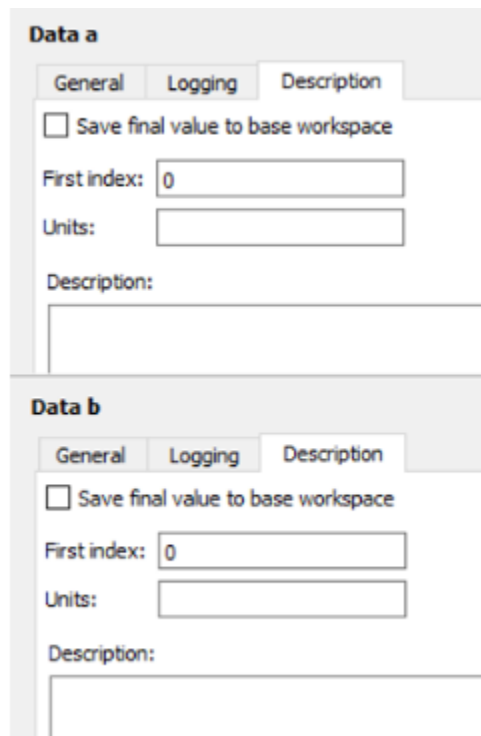 Data a
General Logging Description
Save final value to base workspace
First index: 0
Units:
Description:
Data b
General Logging Description
Save final value to base workspace
First index: 0
Units:
Description: